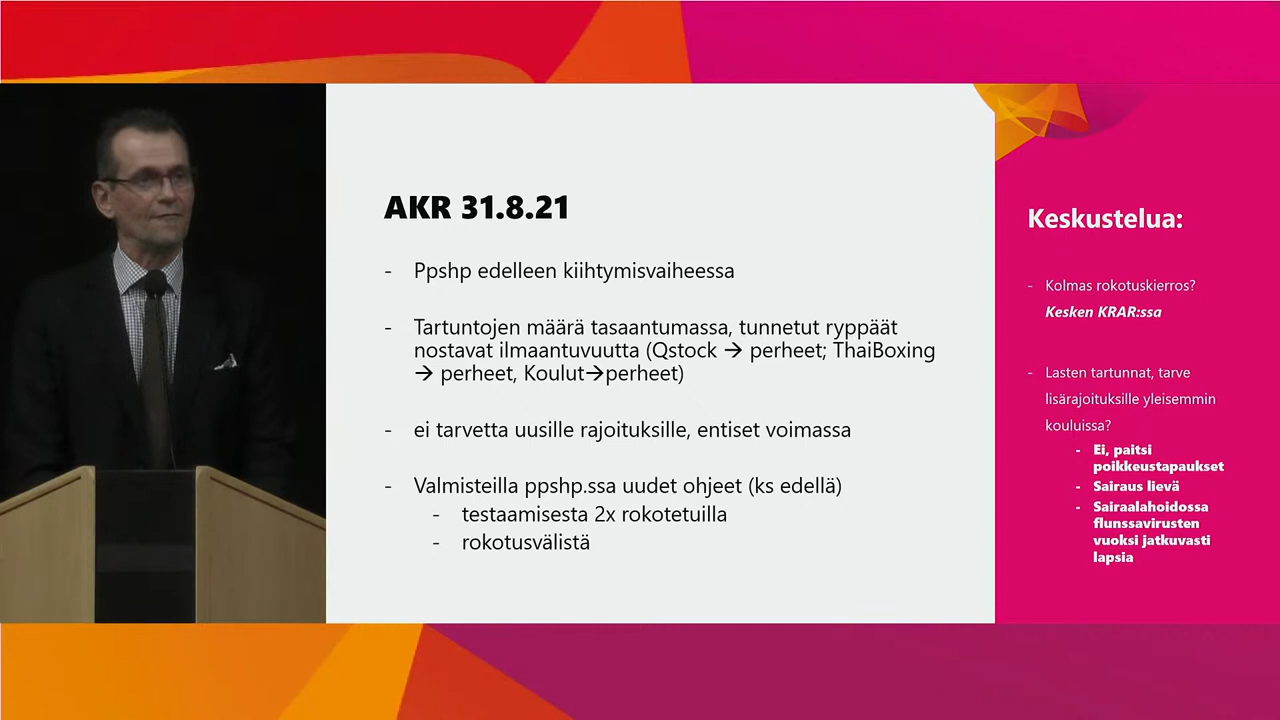 AKR 31.8.21
- Ppshp edelleen kiihtymisvaiheessa
- Tartuntojen määrä tasaantumassa, tunnetut ryppäät
nostavat ilmaantuvuutta (Qstock → perheet; ThaiBoxing
→ perheet, Koulut→perheet)
- ei tarvetta uusille rajoituksille, entiset voimassa
- Valmisteilla ppshp.ssa uudet ohjeet (ks edellä)
- testaamisesta 2x rokotetuilla
- rokotusvälistä
Keskustelua:
- Kolmas rokotuskierros?
Kesken KRAR:ssa
- Lasten tartunnat, tarve
lisärajoituksille yleisemmin
kouluissa?
- Ei, paitsi
poikkeustapaukset
- Sairaus lievä
- Sairaalahoidossa
flunssavirusten
vuoksi jatkuvasti
lapsia